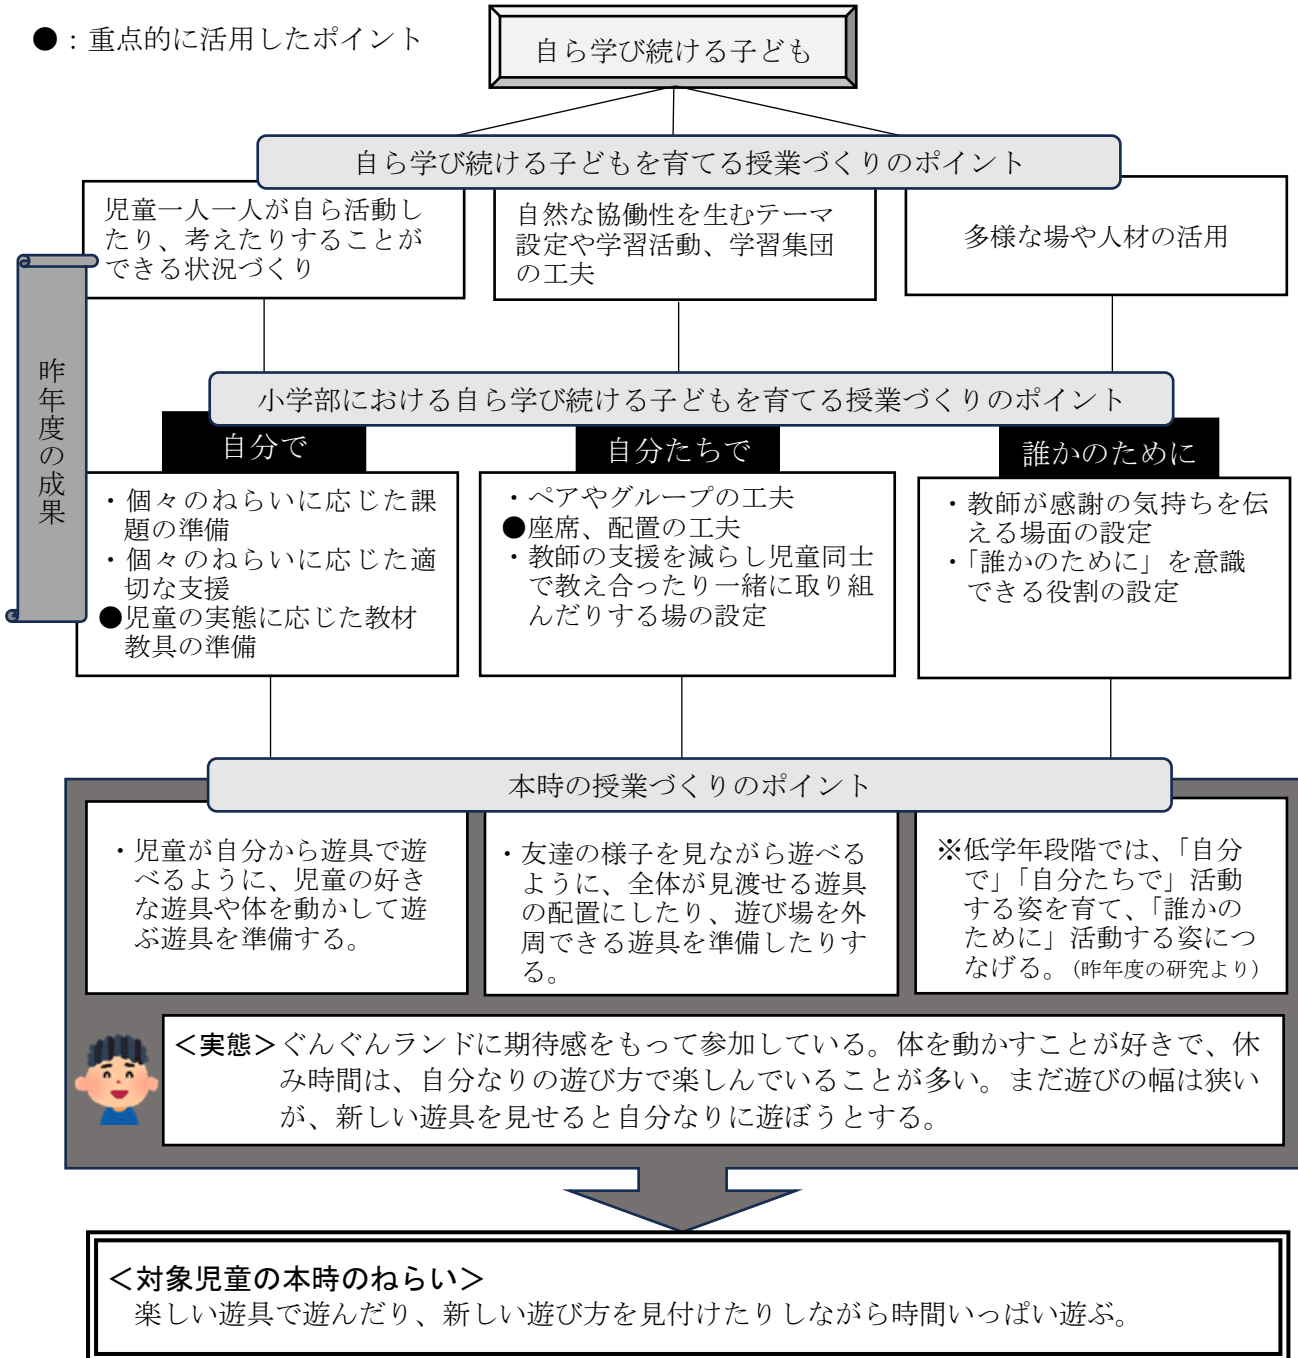 ●：重点的に活用したポイント
自ら学び続ける子ども
自ら学び続ける子どもを育てる授業づくりのポイント
児童一人一人が自ら活動し
たり、考えたりすることが
できる状況づくり
自然な協働性を生むテーマ
設定や学習活動、学習集団
の工夫
多様な場や人材の活用
昨年度の成果
小学部における自ら学び続ける子どもを育てる授業づくりのポイント
自分で
・個々のねらいに応じた課
題の準備
・個々のねらいに応じた適
切な支援
●児童の実態に応じた教材
教具の準備
自分たちで
・ペアやグループの工夫
●座席、配置の工夫
・教師の支援を減らし児童同士
で教え合ったり一緒に取り組
んだりする場の設定
誰かのために
・教師が感謝の気持ちを伝
える場面の設定
・「誰かのために」を意識
できる役割の設定
本時の授業づくりのポイント
・児童が自分から遊具で遊
べるように、児童の好き
な遊具や体を動かして遊
ぶ遊具を準備する。
・友達の様子を見ながら遊べる
ように、全体が見渡せる遊具
の配置にしたり、遊び場を外
周できる遊具を準備したりす
る。
※低学年段階では、「自分
で」「自分たちで」活動
する姿を育て、「誰かの
ために」活動する姿につ
なげる。（昨年度の研究より）
＜実態＞ぐんぐんランドに期待感をもって参加している。体を動かすことが好きで、休
み時間は、自分なりの遊び方で楽しんでいることが多い。まだ遊びの幅は狭い
が、新しい遊具を見せると自分なりに遊ぼうとする。
＜対象児童の本時のねらい＞
楽しい遊具で遊んだり、新しい遊び方を見付けたりしながら時間いっぱい遊ぶ。